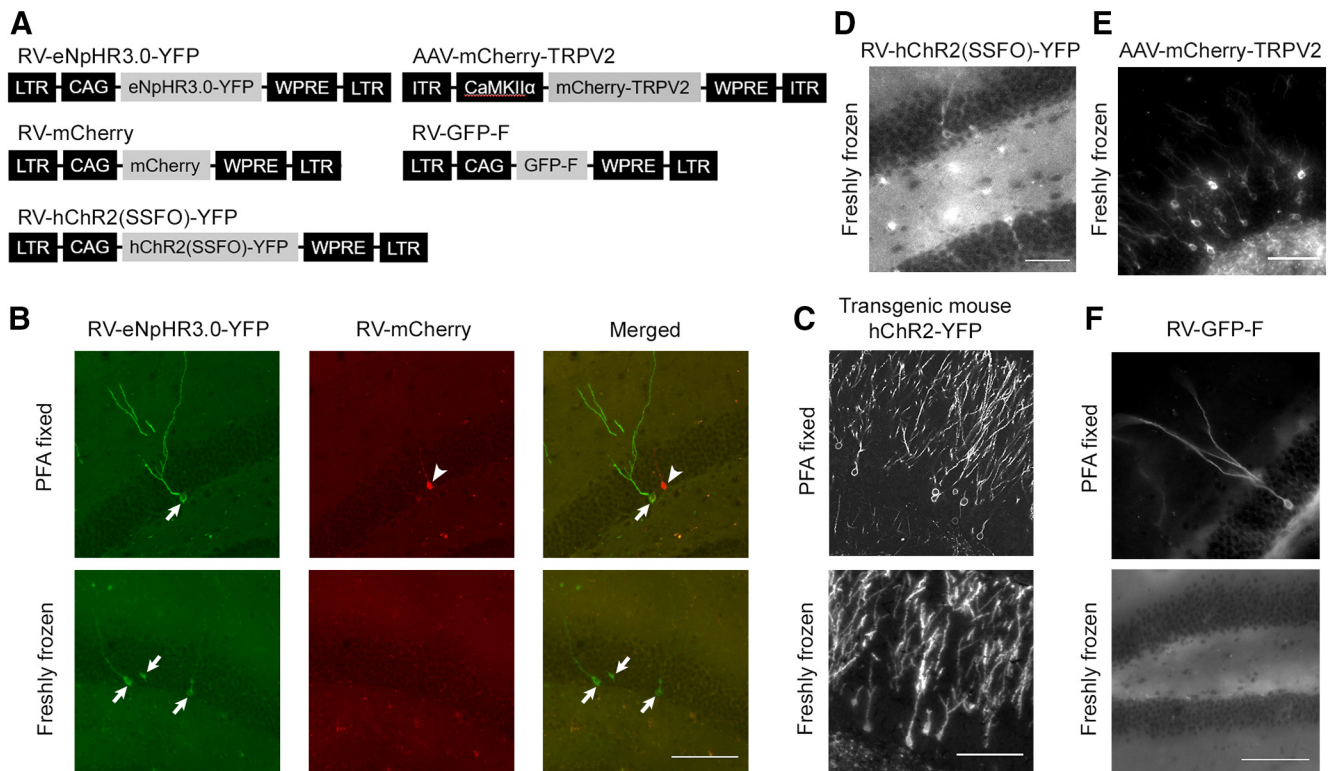 A
RV-eNpHR3.0-YFP
LTR CAG eNpHR3.0-YFP WPRE LTR
AAV-mCherry-TRPV2
ITR CaMKIIα mCherry-TRPV2 WPRE ITR
RV-mCherry
LTR CAG mCherry WPRE LTR
RV-GFP-F
LTR CAG GFP-F WPRE LTR
RV-hChR2(SSFO)-YFP
LTR CAG hChR2(SSFO)-YFP WPRE LTR
D
RV-hChR2(SSFO)-YFP
Freshly frozen
E
AAV-mCherry-TRPV2
Freshly frozen
B
RV-eNpHR3.0-YFP
RV-mCherry
Merged
PFA fixed
Freshly frozen
C
Transgenic mouse
hChR2-YFP
PFA fixed
Freshly frozen
F
RV-GFP-F
PFA fixed
Freshly frozen